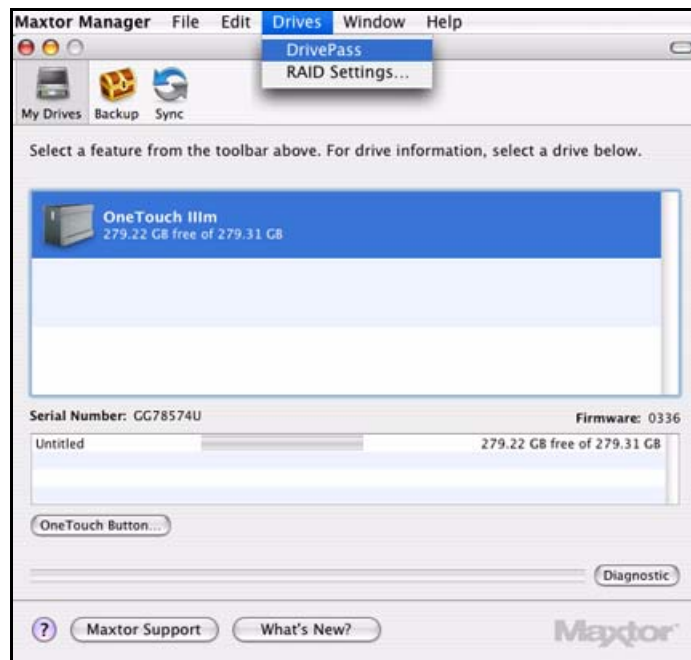 Maxtor Manager File Edit Drives Window Help
DrivePass
RAID Settings...
My Drives Backup Sync
Select a feature from the toolbar above. For drive information, select a drive below.
OneTouch IIIm
279.22 GB free of 279.31 GB
Serial Number: GG78574U Firmware: 0336
Untitled 279.22 GB free of 279.31 GB
OneTouch Button...
Diagnostic
? Maxtor Support What's New? Maxtor